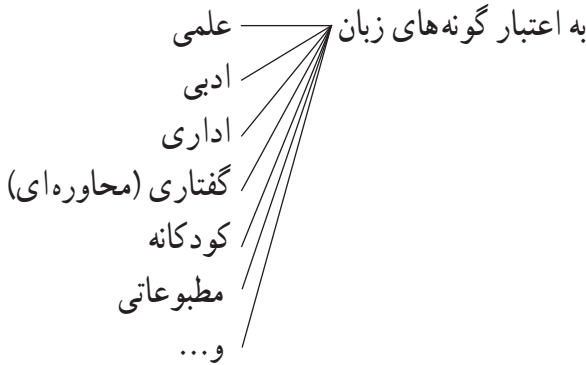 به اعتبار گونه‌های زبان
علمی
ادبی
اداری
گفتاری (محاوره‌ای)
کودکانه
مطبوعاتی
و...